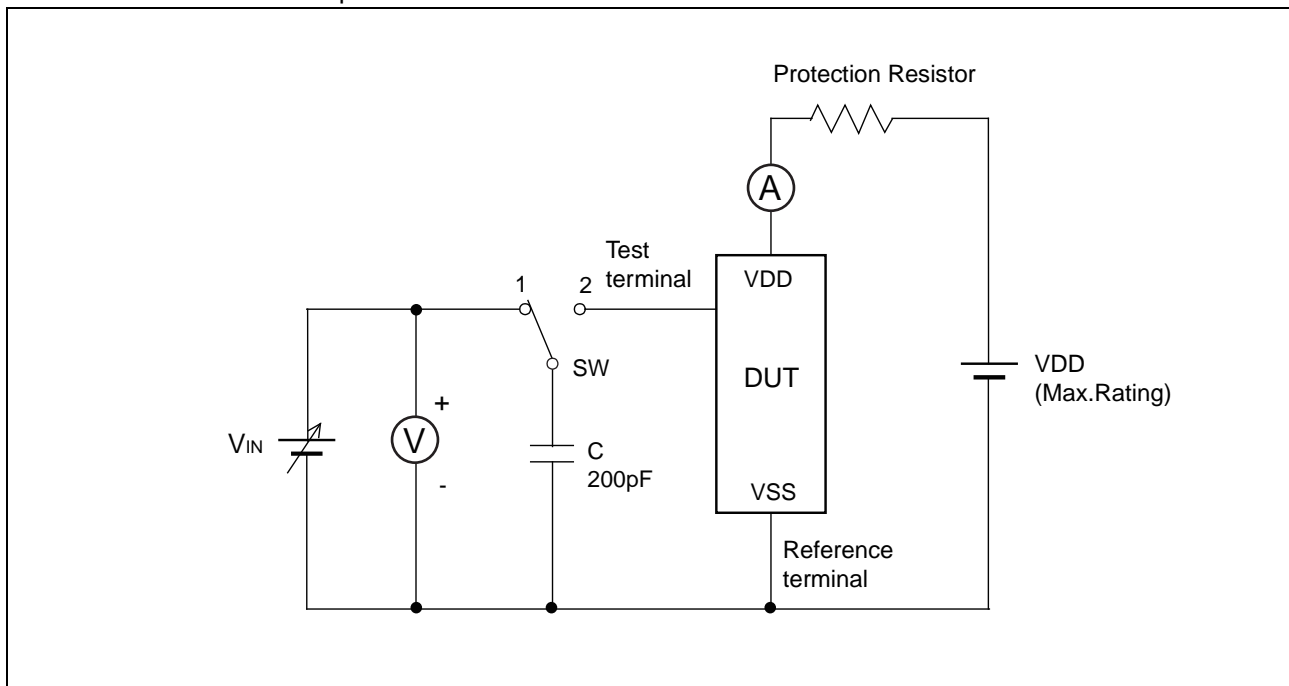 Protection Resistor
A
Test
terminal
1
2
VDD
SW
DUT
VDD
(Max.Rating)
VIN
V
+
-
C
200pF
VSS
Reference
terminal